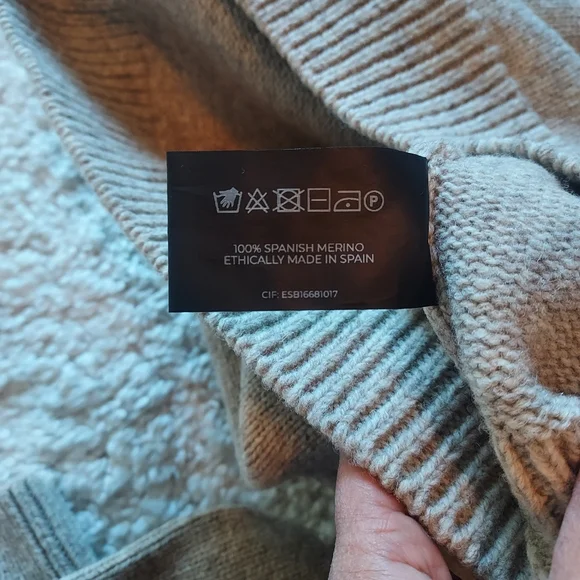 P
100% SPANISH MERINO
ETHICALLY MADE IN SPAIN
CIF: ESB16681017